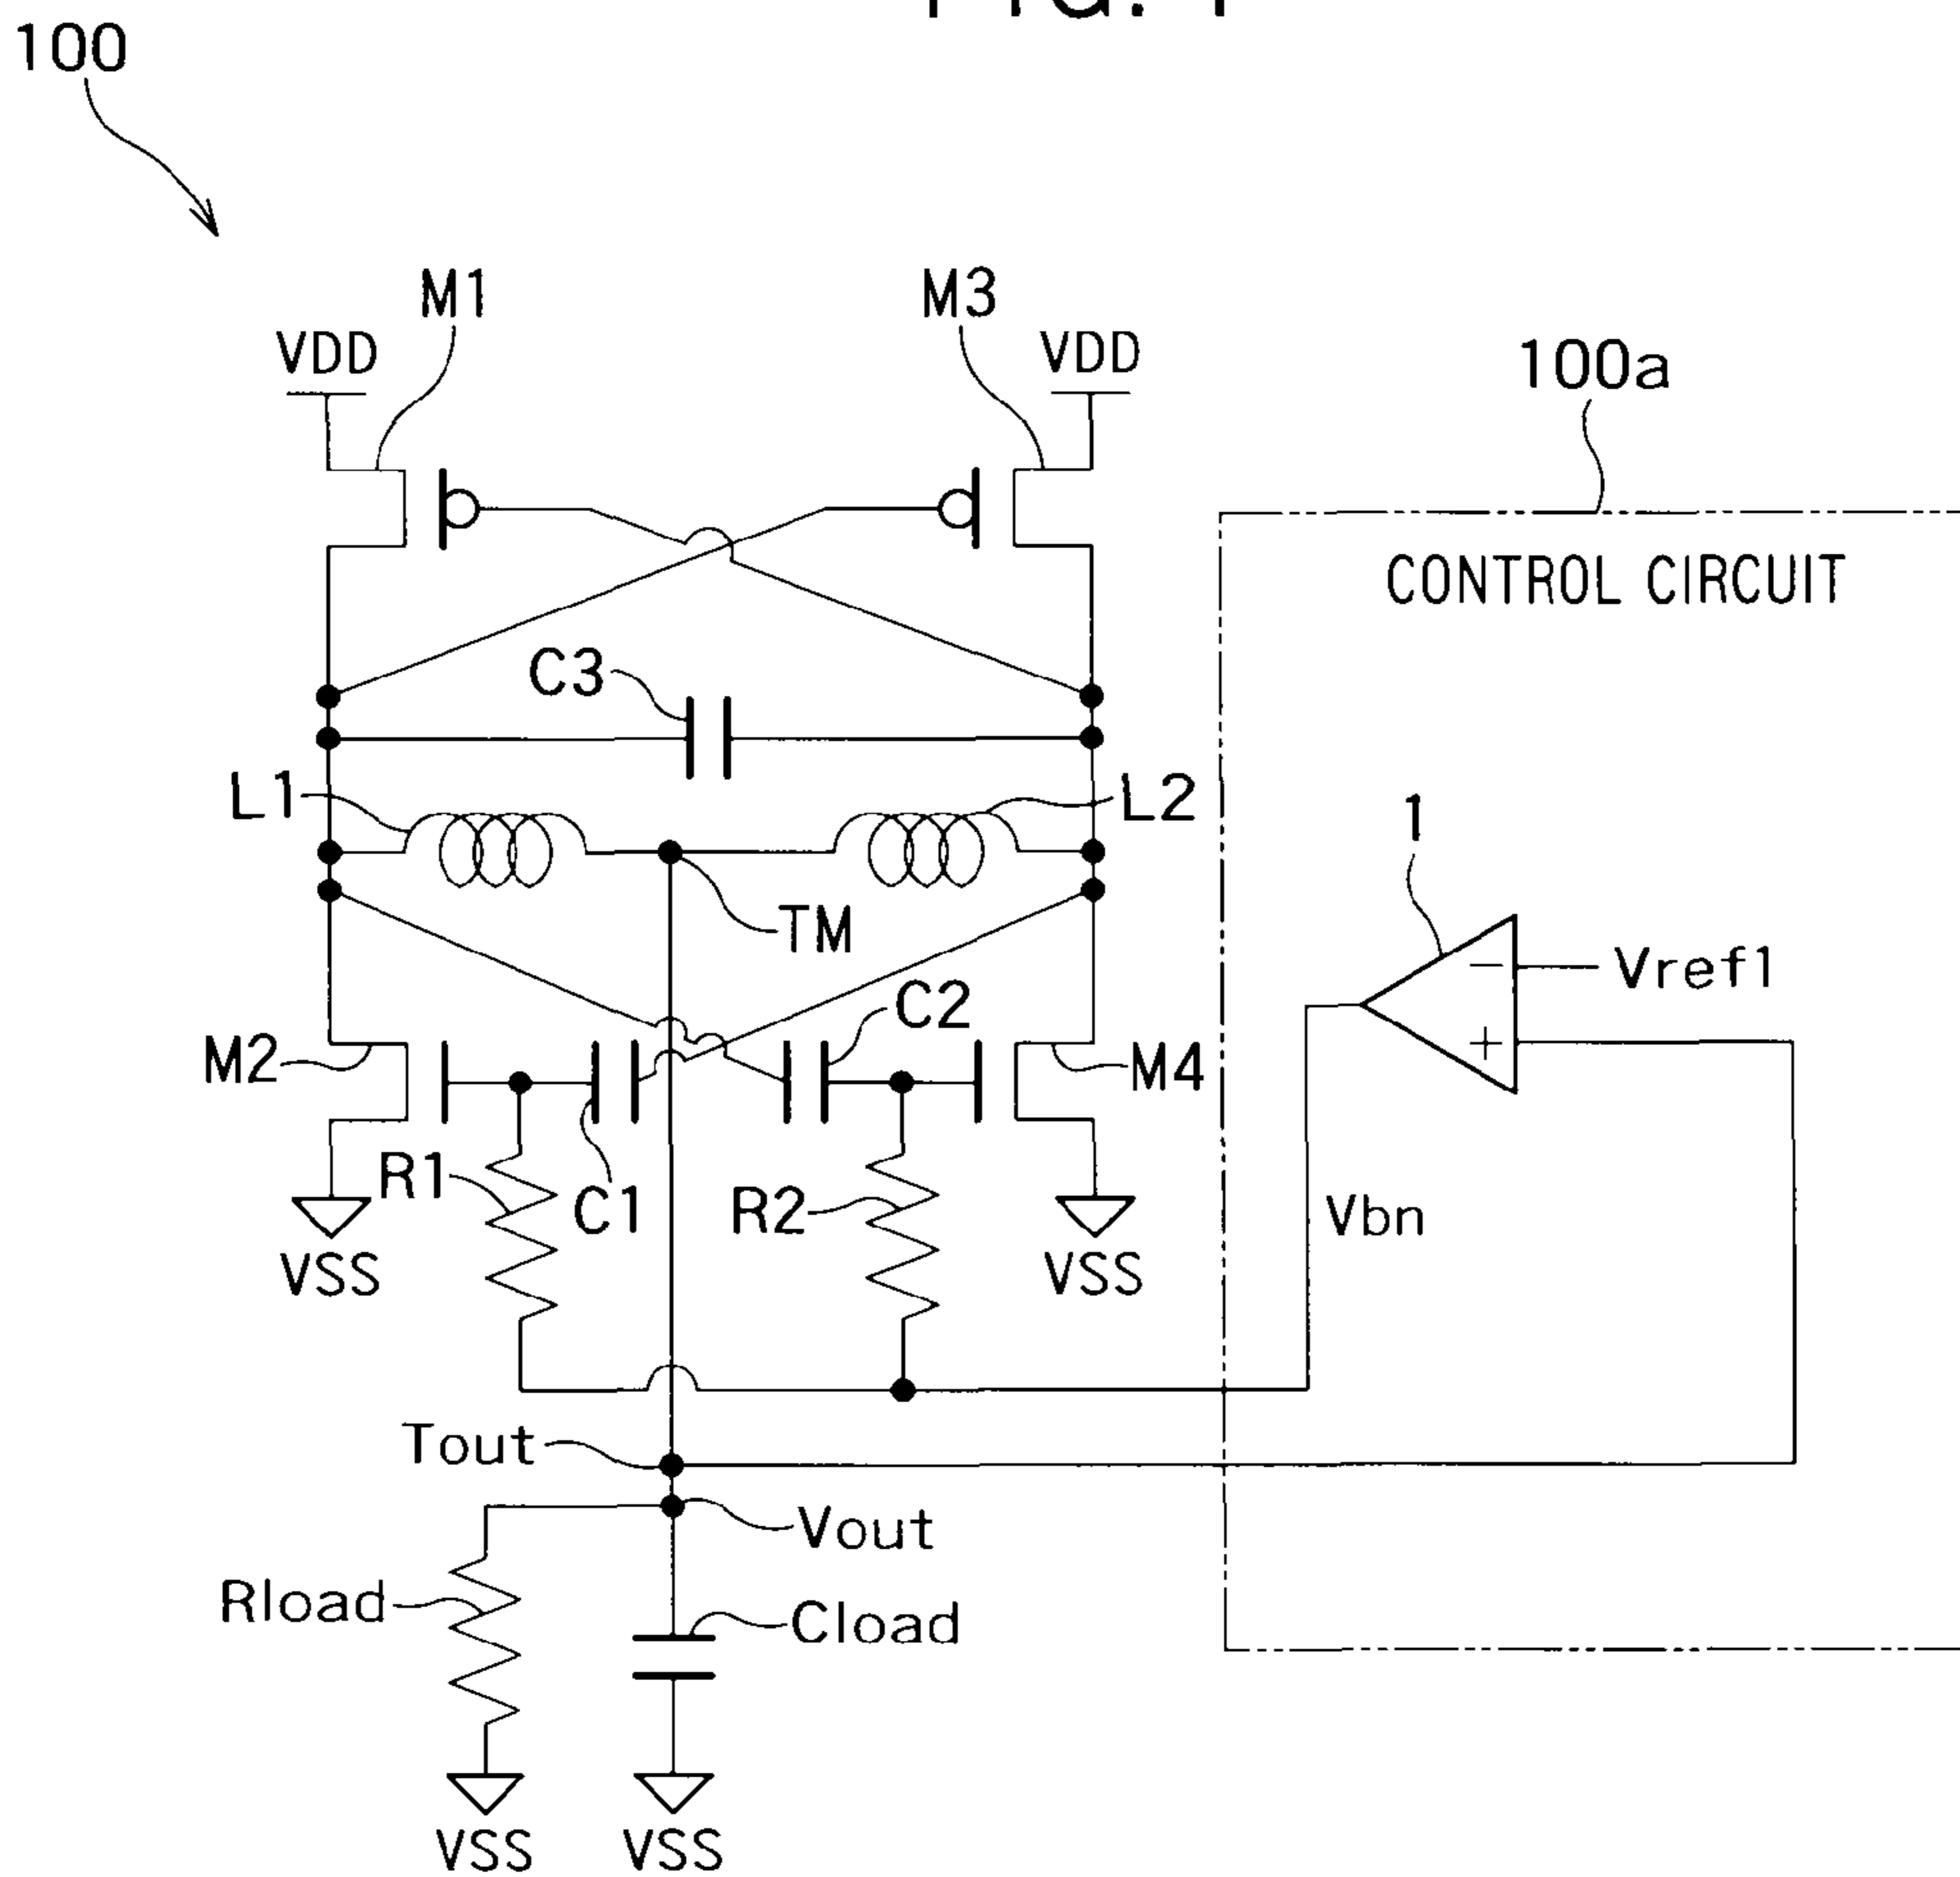 100
M1
M3
VDD
VDD
100a
CONTROL CIRCUIT
C3
L1
L2
1
TM
Vref1
−
C2
M2
M4
+
R1
C1
R2
Vbn
VSS
VSS
Tout
Vout
Rload
Cload
VSS
VSS